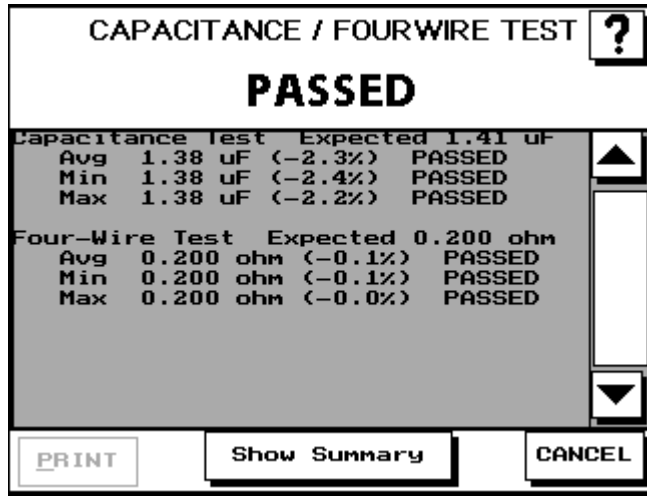 CAPACITANCE / FOURWIRE TEST ?
PASSED
Capacitance Test Expected 1.41 uF
Avg 1.38 uF (-2.3%) PASSED
Min 1.38 uF (-2.4%) PASSED
Max 1.38 uF (-2.2%) PASSED
Four-Wire Test Expected 0.200 ohm
Avg 0.200 ohm (-0.1%) PASSED
Min 0.200 ohm (-0.1%) PASSED
Max 0.200 ohm (-0.0%) PASSED
PRINT Show Summary CANCEL